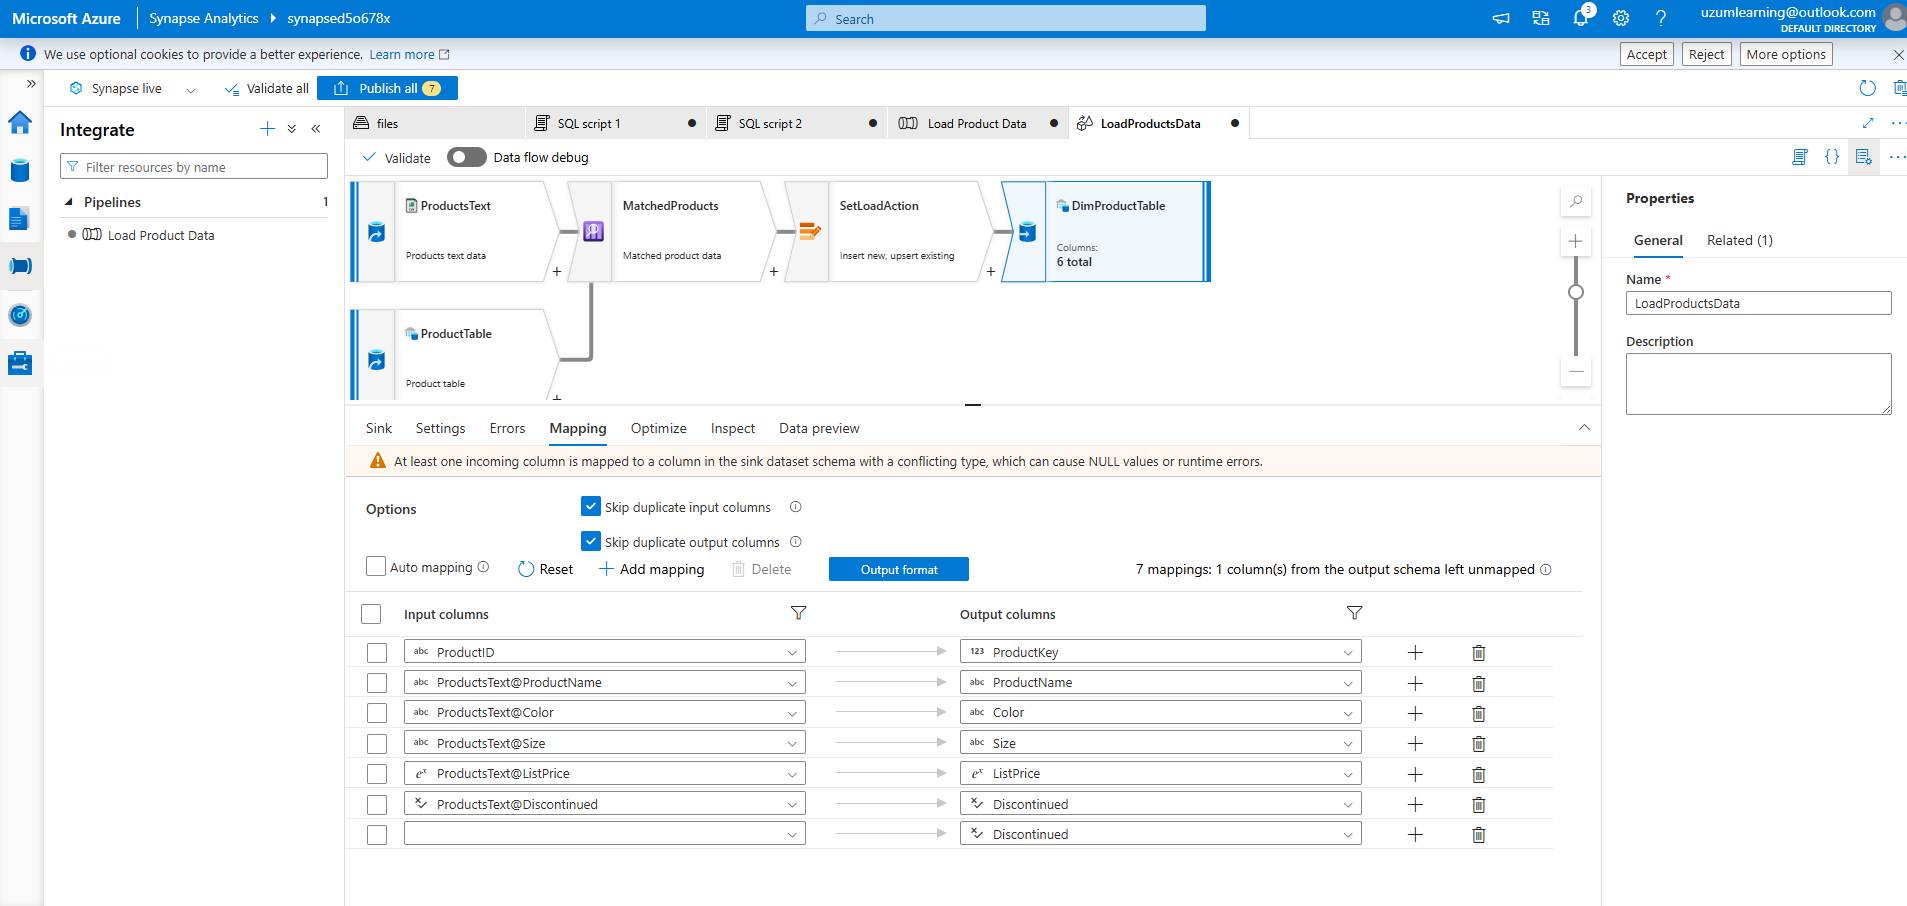 Microsoft Azure
Synapse Analytics
synapsed5o678x
Search
3
uzumlearning@outlook.com
DEFAULT DIRECTORY
We use optional cookies to provide a better experience. Learn more
Accept
Reject
More options
Synapse live
Validate all
Publish all 7
Integrate
Filter resources by name
Pipelines 1
Load Product Data
files
SQL script 1
SQL script 2
Load Product Data
LoadProductsData
Validate
Data flow debug
ProductsText
Products text data
MatchedProducts
Matched product data
SetLoadAction
Insert new, upsert existing
DimProductTable
Columns:
6 total
ProductTable
Product table
Properties
General
Related (1)
Name *
LoadProductsData
Description
Sink
Settings
Errors
Mapping
Optimize
Inspect
Data preview
At least one incoming column is mapped to a column in the sink dataset schema with a conflicting type, which can cause NULL values or runtime errors.
Options
Skip duplicate input columns
Skip duplicate output columns
Auto mapping
Reset
Add mapping
Delete
Output format
7 mappings: 1 column(s) from the output schema left unmapped
Input columns
Output columns
abc ProductID
123 ProductKey
abc ProductsText@ProductName
abc ProductName
abc ProductsText@Color
abc Color
abc ProductsText@Size
abc Size
eˣ ProductsText@ListPrice
eˣ ListPrice
ProductsText@Discontinued
Discontinued
Discontinued